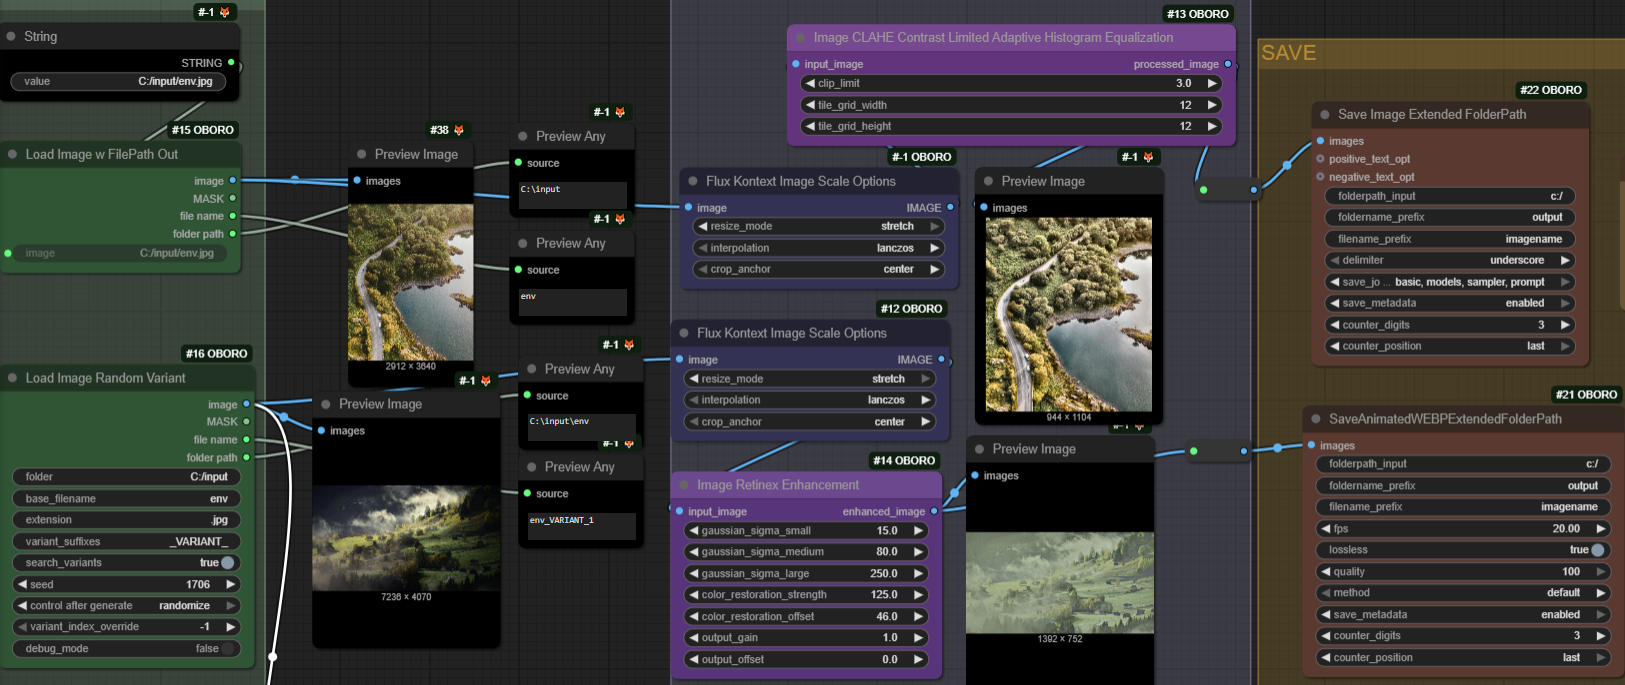 #-1
String
STRING
value C:/input/env.jpg
#15 OBORO
Load Image w FilePath Out
image
MASK
file name
folder path
image C:/input/env.jpg
#16 OBORO
Load Image Random Variant
image
MASK
file name
folder path
folder C:/input
base_filename env
extension .jpg
variant_suffixes _VARIANT_
search_variants true
seed 1706
control after generate randomize
variant_index_override -1
debug_mode false
#38
Preview Image
images
2912 × 3640
#-1
Preview Image
images
7236 × 4070
#-1
Preview Any
source
C:\input
#-1
Preview Any
source
env
#-1
Preview Any
source
C:\input\env
#-1
Preview Any
source
env_VARIANT_1
#13 OBORO
Image CLAHE Contrast Limited Adaptive Histogram Equalization
input_image processed_image
clip_limit 3.0
tile_grid_width 12
tile_grid_height 12
#-1 OBORO
Flux Kontext Image Scale Options
image IMAGE
resize_mode stretch
interpolation lanczos
crop_anchor center
#12 OBORO
Flux Kontext Image Scale Options
image IMAGE
resize_mode stretch
interpolation lanczos
crop_anchor center
#14 OBORO
Image Retinex Enhancement
input_image enhanced_image
gaussian_sigma_small 15.0
gaussian_sigma_medium 80.0
gaussian_sigma_large 250.0
color_restoration_strength 125.0
color_restoration_offset 46.0
output_gain 1.0
output_offset 0.0
#-1
Preview Image
images
944 × 1104
#-1
Preview Image
images
1392 × 752
SAVE
#22 OBORO
Save Image Extended FolderPath
images
positive_text_opt
negative_text_opt
folderpath_input c:/
foldername_prefix output
filename_prefix imagename
delimiter underscore
save_jo ... basic, models, sampler, prompt
save_metadata enabled
counter_digits 3
counter_position last
#21 OBORO
SaveAnimatedWEBPExtendedFolderPath
images
folderpath_input c:/
foldername_prefix output
filename_prefix imagename
fps 20.00
lossless true
quality 100
method default
save_metadata enabled
counter_digits 3
counter_position last